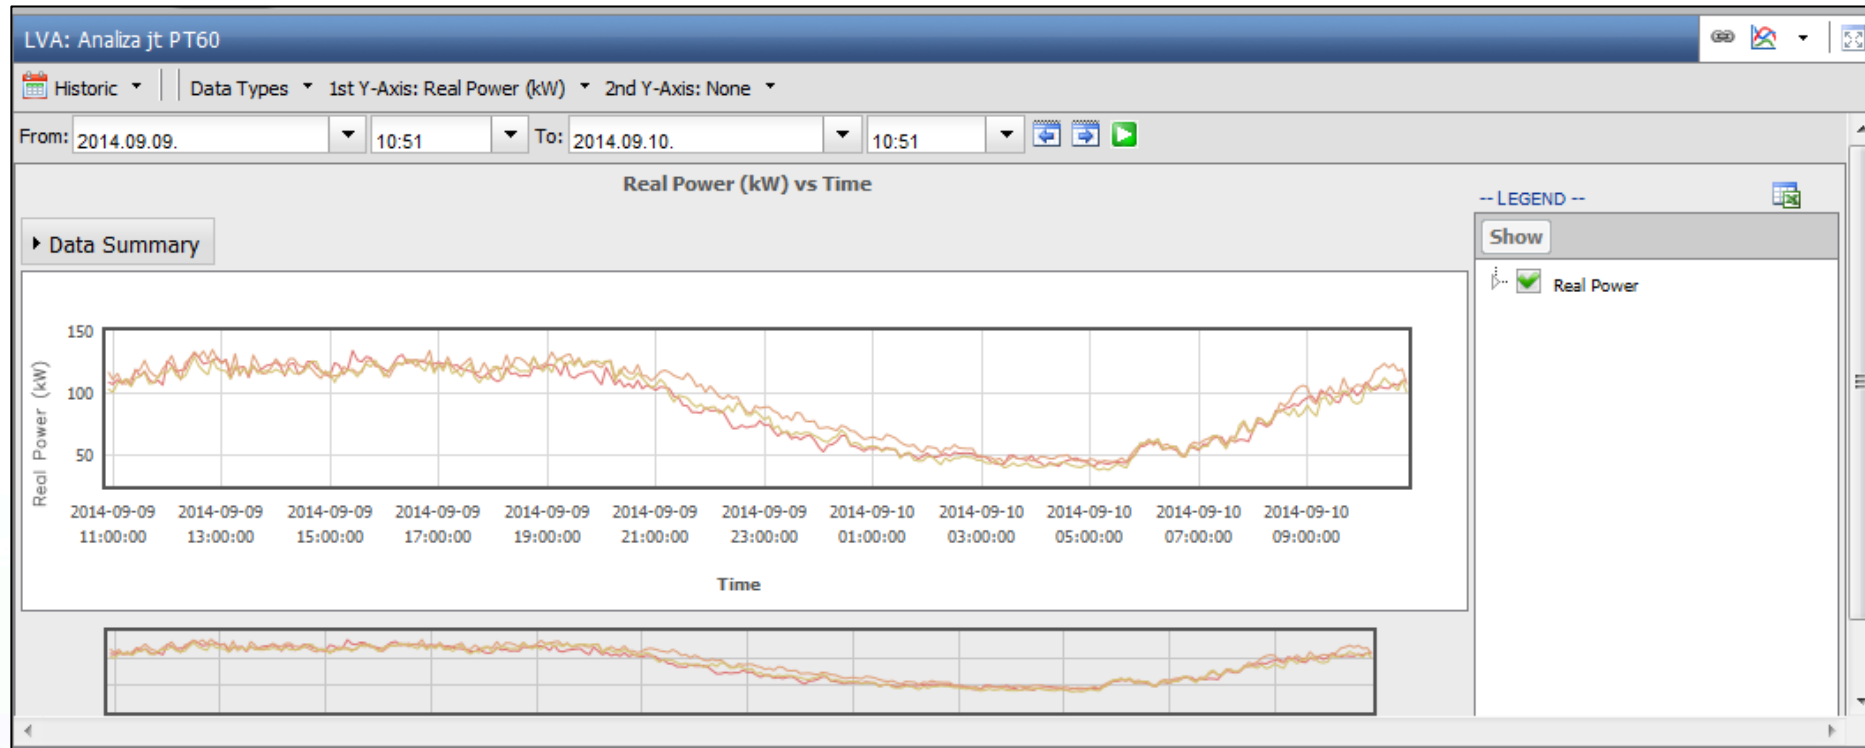 LVA: Analiza jt PT60
Historic Data Types 1st Y-Axis: Real Power (kW) 2nd Y-Axis: None
From: 2014.09.09. 10:51 To: 2014.09.10. 10:51
Real Power (kW) vs Time
-- LEGEND --
Data Summary
Show
Real Power
150
100
50
Real Power (kW)
2014-09-09 2014-09-09 2014-09-09 2014-09-09 2014-09-09 2014-09-09 2014-09-09 2014-09-10 2014-09-10 2014-09-10 2014-09-10 2014-09-10
11:00:00 13:00:00 15:00:00 17:00:00 19:00:00 21:00:00 23:00:00 01:00:00 03:00:00 05:00:00 07:00:00 09:00:00
Time